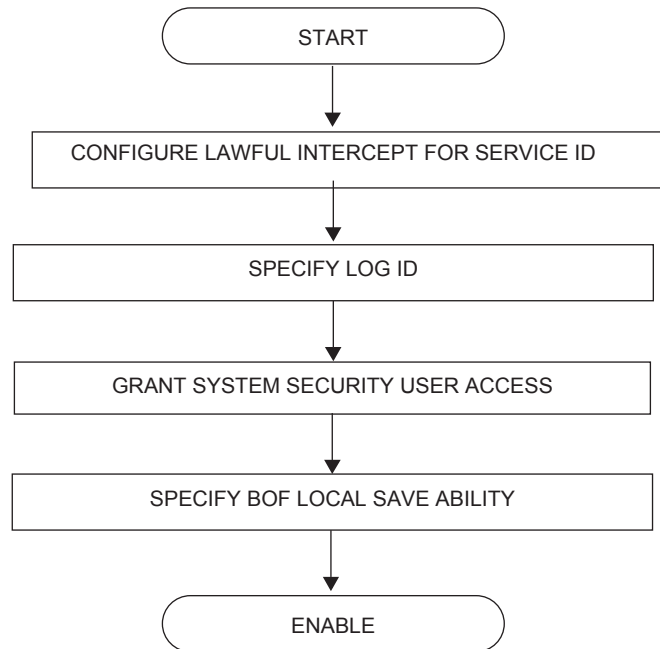 START
CONFIGURE LAWFUL INTERCEPT FOR SERVICE ID
SPECIFY LOG ID
GRANT SYSTEM SECURITY USER ACCESS
SPECIFY BOF LOCAL SAVE ABILITY
ENABLE